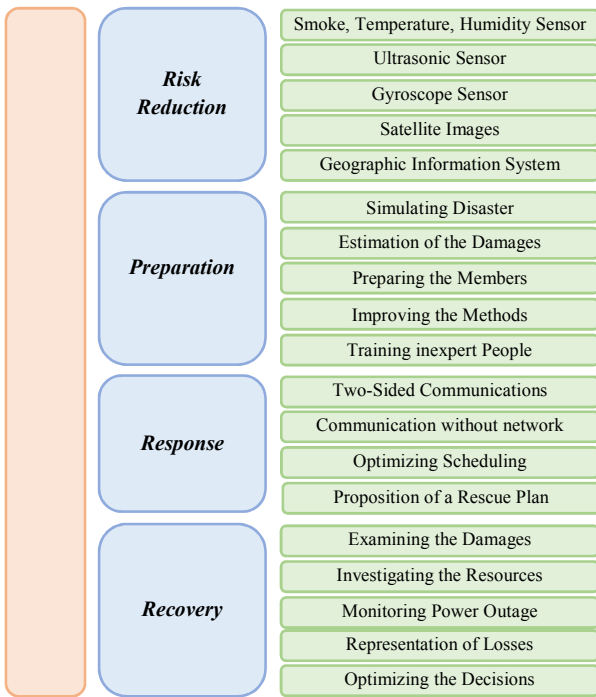 Risk
Reduction
Smoke, Temperature, Humidity Sensor
Ultrasonic Sensor
Gyroscope Sensor
Satellite Images
Geographic Information System
Preparation
Simulating Disaster
Estimation of the Damages
Preparing the Members
Improving the Methods
Training inexpert People
Response
Two-Sided Communications
Communication without network
Optimizing Scheduling
Proposition of a Rescue Plan
Recovery
Examining the Damages
Investigating the Resources
Monitoring Power Outage
Representation of Losses
Optimizing the Decisions